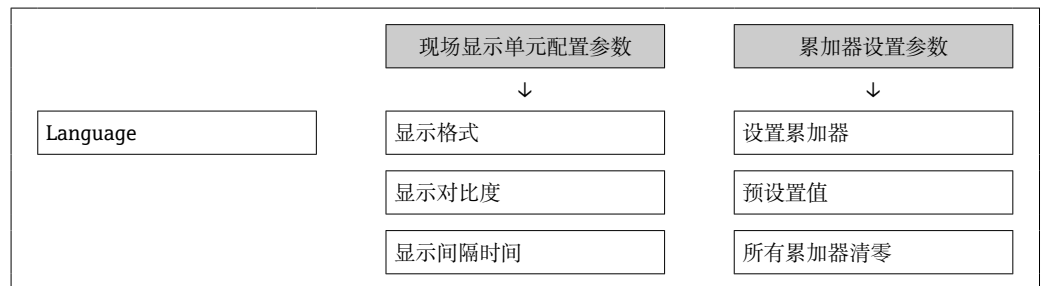 现场显示单元配置参数
累加器设置参数
↓
↓
Language
显示格式
设置累加器
显示对比度
预设置值
显示间隔时间
所有累加器清零